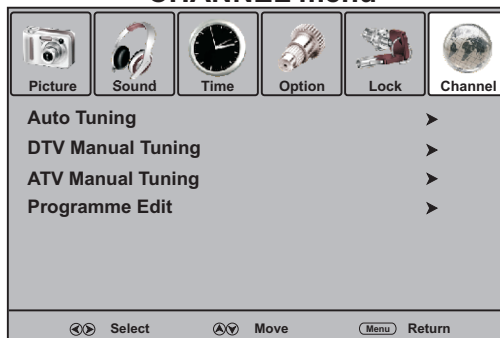 CHANNEL menu
Picture Sound Time Option Lock Channel
Auto Tuning
DTV Manual Tuning
ATV Manual Tuning
Programme Edit
Select Move Menu Return